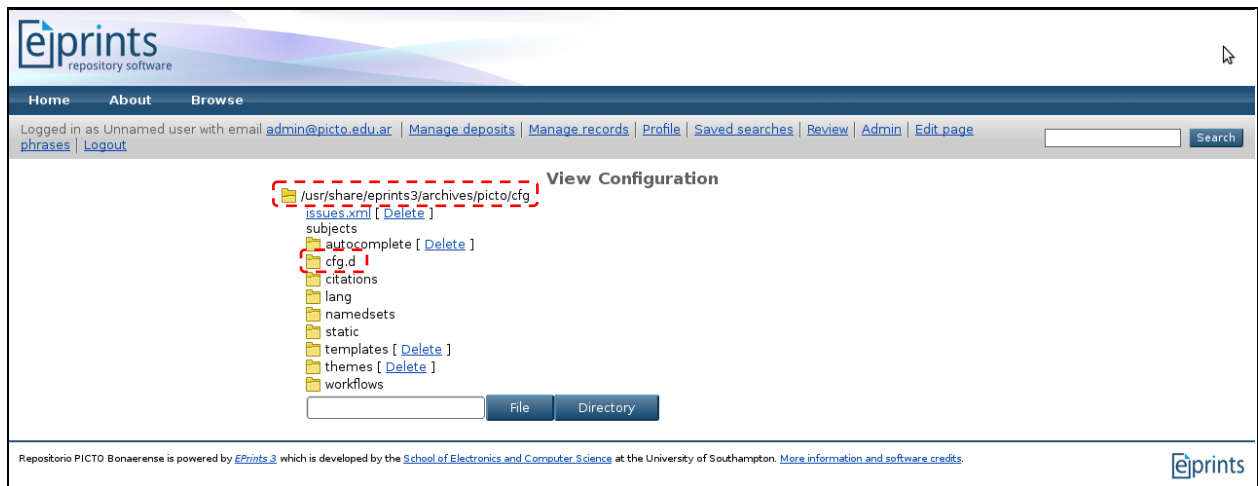 eprints
repository software
Home About Browse
Logged in as Unnamed user with email admin@picto.edu.ar | Manage deposits | Manage records | Profile | Saved searches | Review | Admin | Edit page
phrases | Logout
Search
View Configuration
/usr/share/eprints3/archives/picto/cfg
issues.xml [ Delete ]
subjects
autocomplete [ Delete ]
cfg.d
citations
lang
namedsets
static
templates [ Delete ]
themes [ Delete ]
workflows
File Directory
Repositorio PICTO Bonaerense is powered by EPrints 3 which is developed by the School of Electronics and Computer Science at the University of Southampton. More information and software credits.
eprints